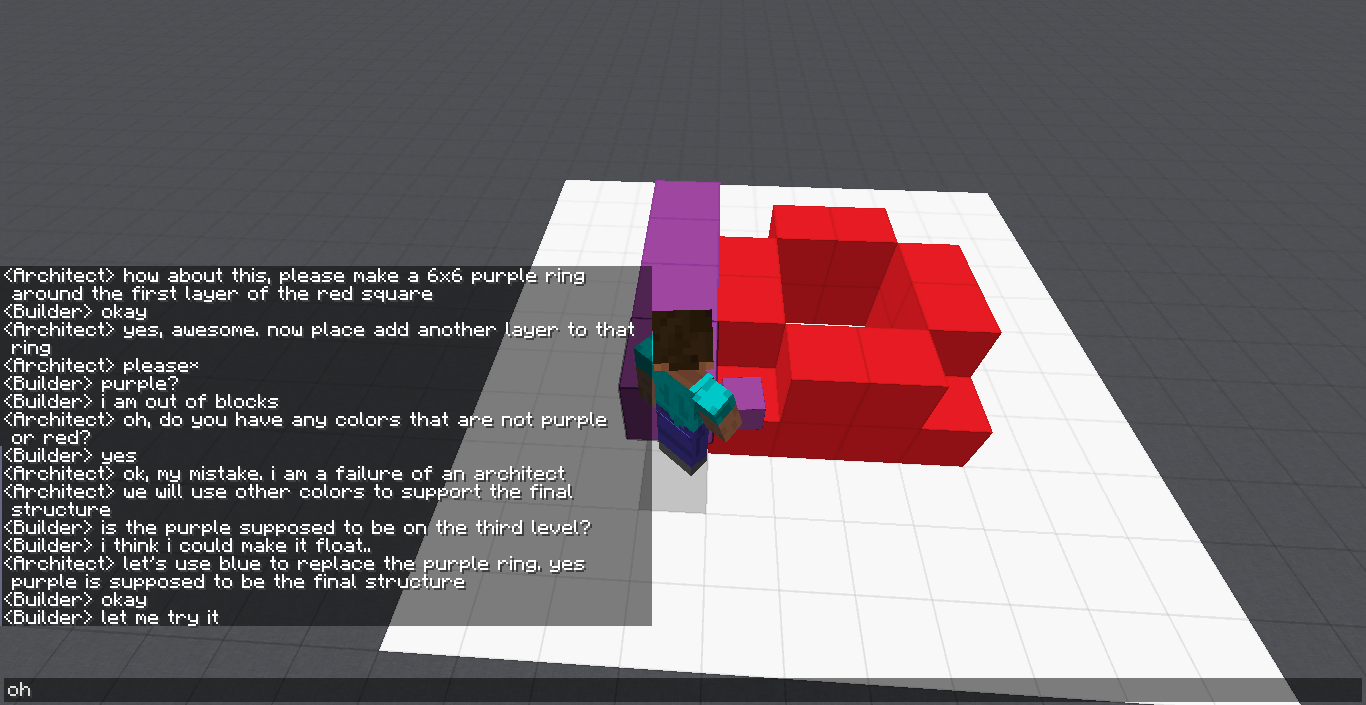 <Architect> how about this, please make a 6x6 purple ring
around the first layer of the red square
<Builder> okay
<Architect> yes, awesome. now place add another layer to that
ring
<Architect> please*
<Builder> purple?
<Builder> i am out of blocks
<Architect> oh, do you have any colors that are not purple
or red?
<Builder> yes
<Architect> ok, my mistake. i am a failure of an architect
<Architect> we will use other colors to support the final
structure
<Builder> is the purple supposed to be on the third level?
<Builder> i think i could make it float..
<Architect> let's use blue to replace the purple ring. yes
purple is supposed to be the final structure
<Builder> okay
<Builder> let me try it
oh